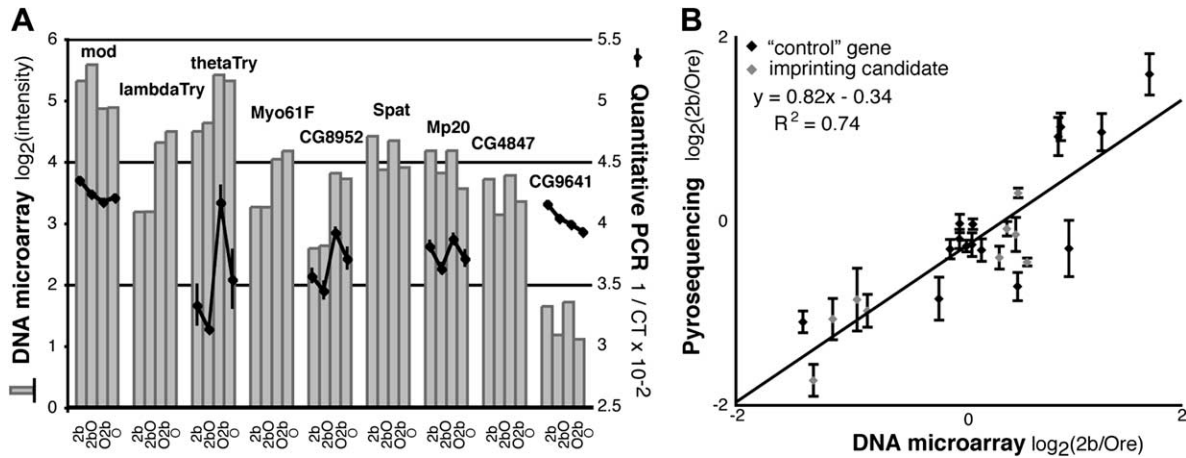 A
DNA microarray log2(intensity)
6
5
4
3
2
1
0
mod
lambdaTry
thetaTry
Myo61F
CG8952
Spat
Mp20
CG4847
CG9641
2b 2bO O2b O 2b 2bO O2b O 2b 2bO O2b O 2b 2bO O2b O 2b 2bO O2b O 2b 2bO O2b O 2b 2bO O2b O 2b 2bO O2b O 2b 2bO O2b O
5.5
5
4.5
4
3.5
3
2.5
Quantitative PCR 1 / CT x 10-2
B
Pyrosequencing log2(2b/Ore)
2
0
-2
"control" gene
imprinting candidate
y = 0.82x - 0.34
R2 = 0.74
-2 0 2
DNA microarray log2(2b/Ore)